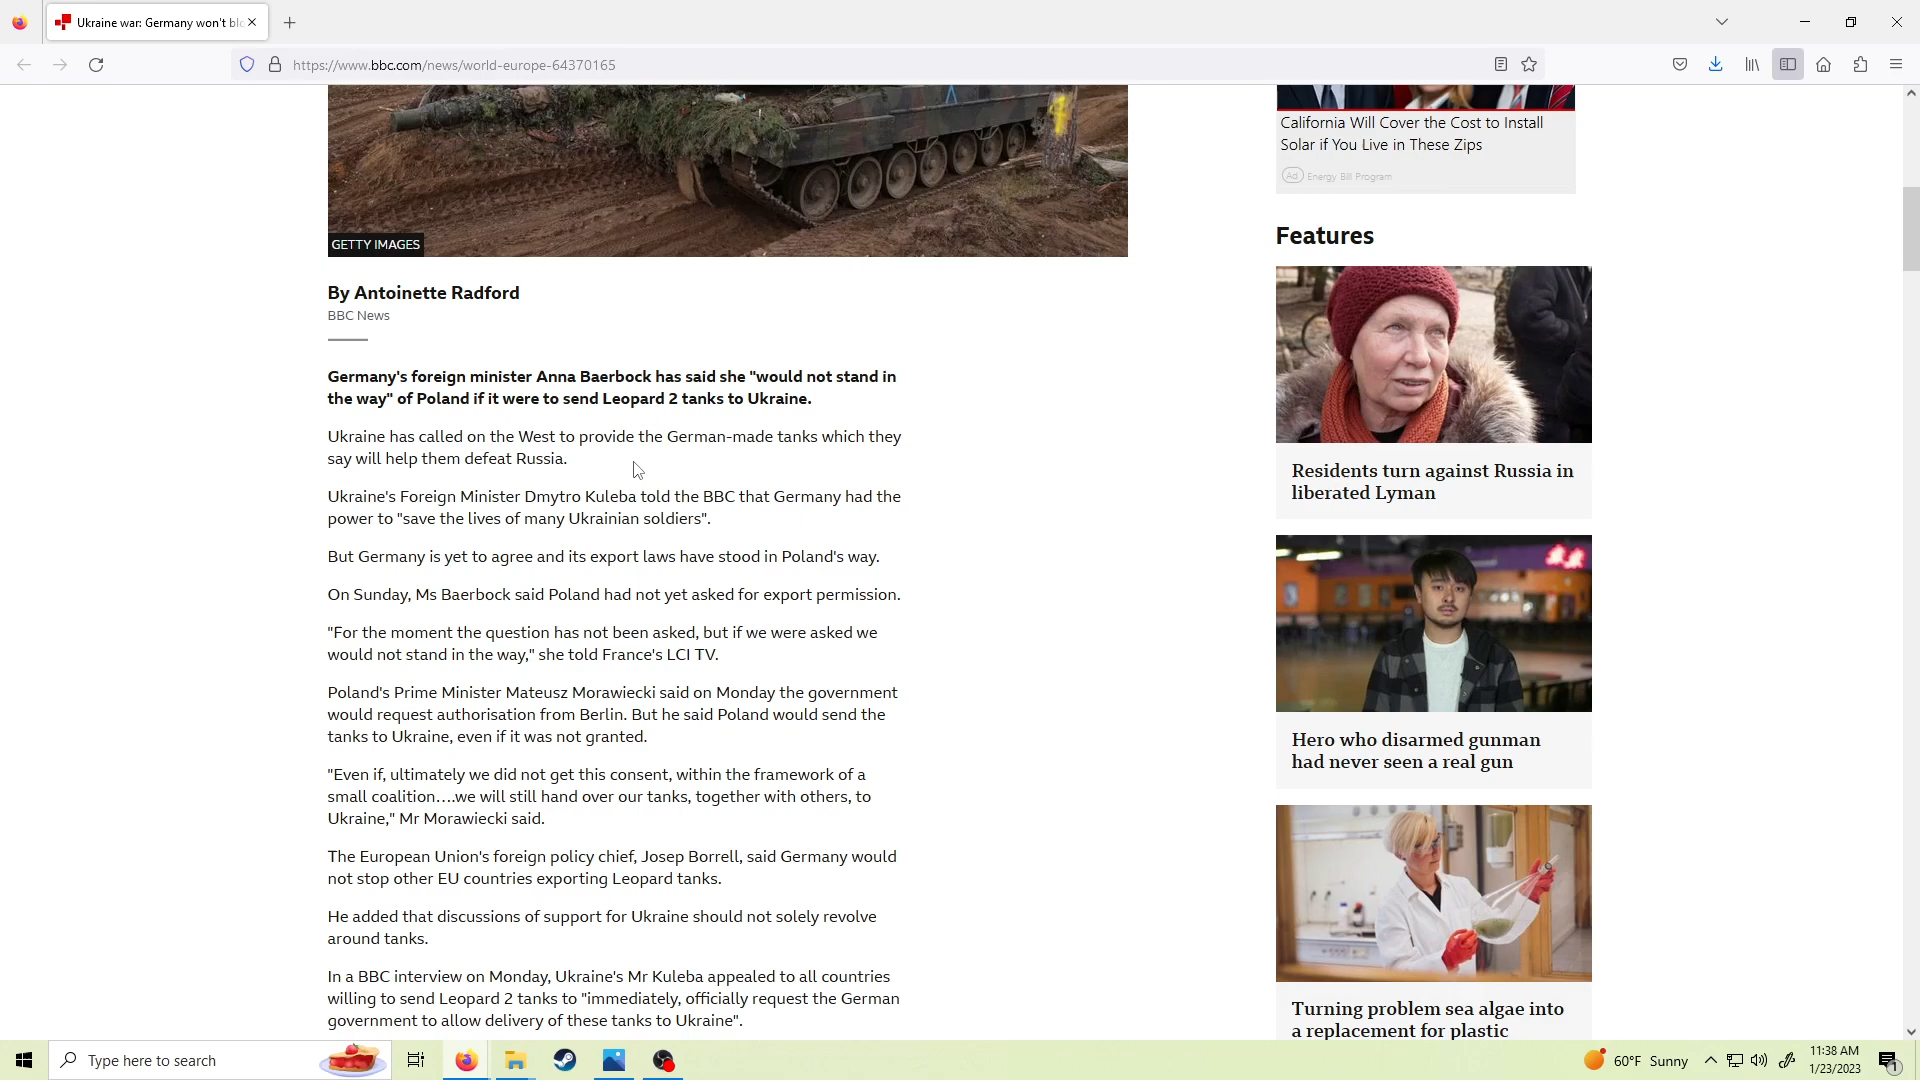 Ukraine war: Germany won't blo
https://www.bbc.com/news/world-europe-64370165
GETTY IMAGES
By Antoinette Radford
BBC News
Germany's foreign minister Anna Baerbock has said she "would not stand in
the way" of Poland if it were to send Leopard 2 tanks to Ukraine.
Ukraine has called on the West to provide the German-made tanks which they
say will help them defeat Russia.
Ukraine's Foreign Minister Dmytro Kuleba told the BBC that Germany had the
power to "save the lives of many Ukrainian soldiers".
But Germany is yet to agree and its export laws have stood in Poland's way.
On Sunday, Ms Baerbock said Poland had not yet asked for export permission.
"For the moment the question has not been asked, but if we were asked we
would not stand in the way," she told France's LCI TV.
Poland's Prime Minister Mateusz Morawiecki said on Monday the government
would request authorisation from Berlin. But he said Poland would send the
tanks to Ukraine, even if it was not granted.
"Even if, ultimately we did not get this consent, within the framework of a
small coalition….we will still hand over our tanks, together with others, to
Ukraine," Mr Morawiecki said.
The European Union's foreign policy chief, Josep Borrell, said Germany would
not stop other EU countries exporting Leopard tanks.
He added that discussions of support for Ukraine should not solely revolve
around tanks.
In a BBC interview on Monday, Ukraine's Mr Kuleba appealed to all countries
willing to send Leopard 2 tanks to "immediately, officially request the German
government to allow delivery of these tanks to Ukraine".
California Will Cover the Cost to Install
Solar if You Live in These Zips
Ad Energy Bill Program
Features
Residents turn against Russia in
liberated Lyman
Hero who disarmed gunman
had never seen a real gun
Turning problem sea algae into
a replacement for plastic
Type here to search
60°F Sunny
11:38 AM
1/23/2023
1